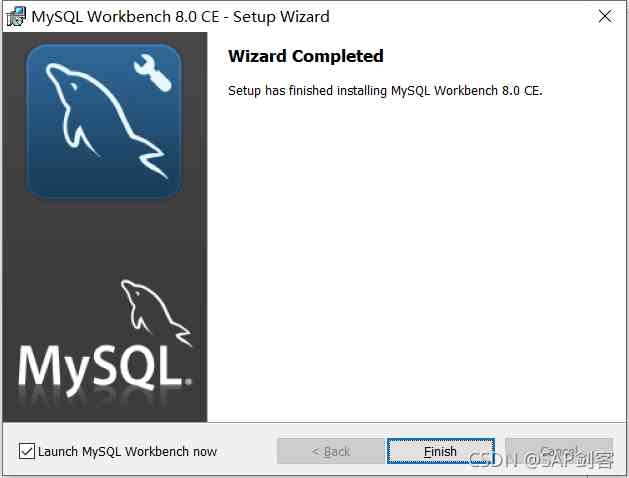 MySQL Workbench 8.0 CE - Setup Wizard
Wizard Completed
Setup has finished installing MySQL Workbench 8.0 CE.
MySQL.
Launch MySQL Workbench now
< Back
Finish
Cancel
CSDN @SAP剑客